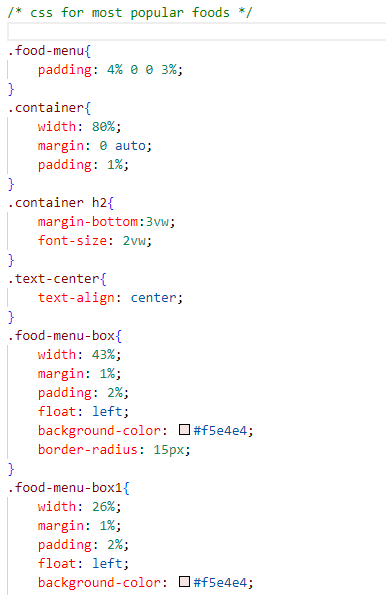 /* css for most popular foods */
.food-menu{
    padding: 4% 0 0 3%;
}
.container{
    width: 80%;
    margin: 0 auto;
    padding: 1%;
}
.container h2{
    margin-bottom:3vw;
    font-size: 2vw;
}
.text-center{
    text-align: center;
}
.food-menu-box{
    width: 43%;
    margin: 1%;
    padding: 2%;
    float: left;
    background-color: #f5e4e4;
    border-radius: 15px;
}
.food-menu-box1{
    width: 26%;
    margin: 1%;
    padding: 2%;
    float: left;
    background-color: #f5e4e4;